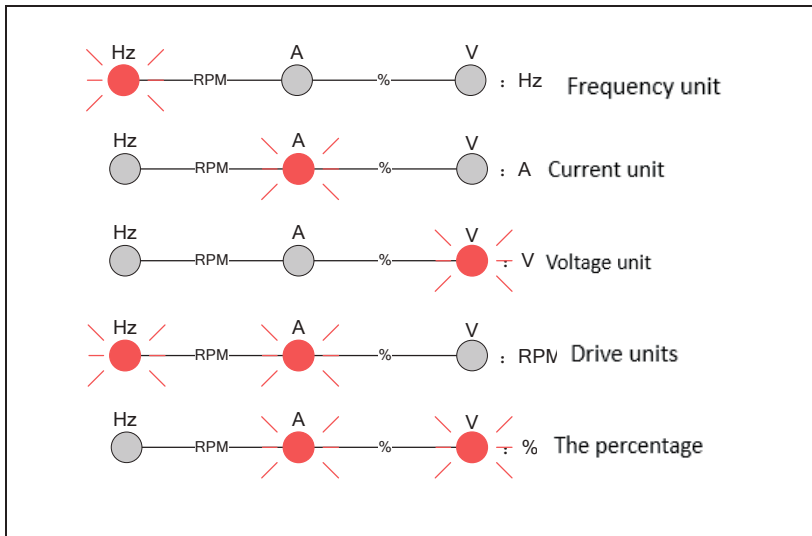 Hz A V
RPM % : Hz Frequency unit
Hz A V
RPM % : A Current unit
Hz A V
RPM % : V Voltage unit
Hz A V
RPM % : RPM Drive units
Hz A V
RPM % : % The percentage